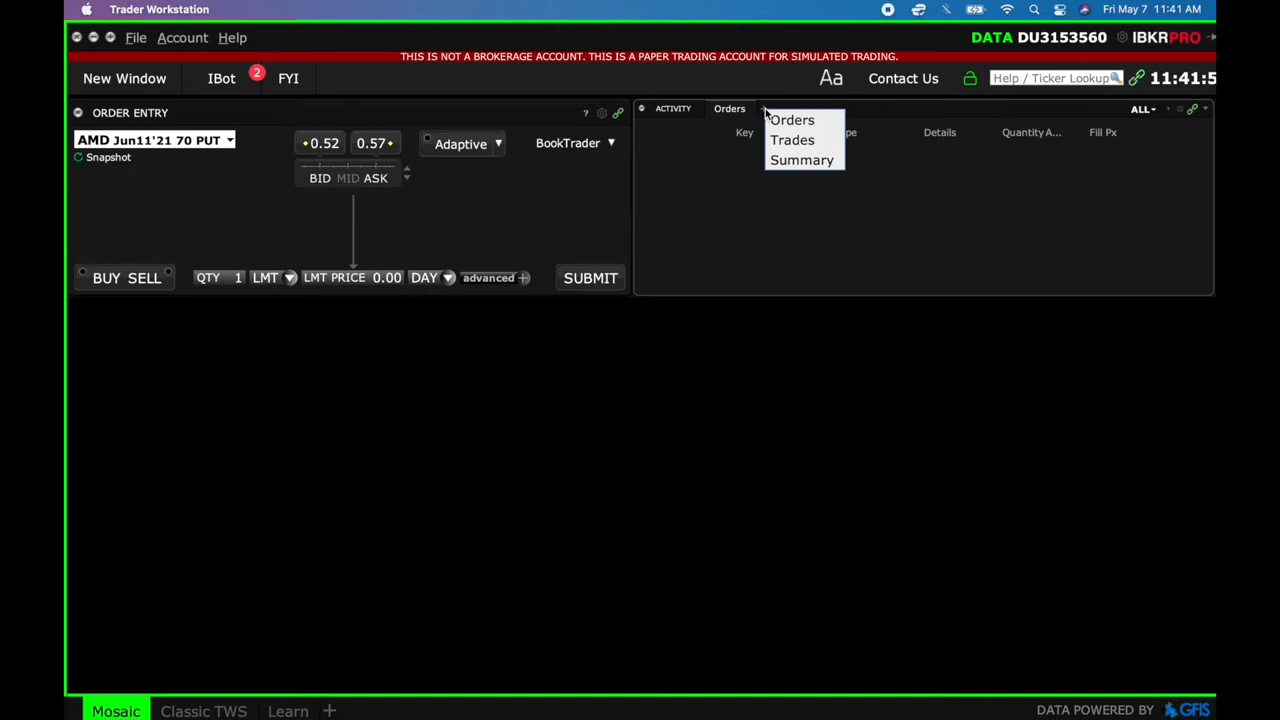 Trader Workstation
Fri May 7 11:41 AM
File Account Help
DATA DU3153560 IBKRPRO
THIS IS NOT A BROKERAGE ACCOUNT. THIS IS A PAPER TRADING ACCOUNT FOR SIMULATED TRADING.
New Window IBot 2 FYI Aa Contact Us Help / Ticker Lookup 11:41:5
ORDER ENTRY ?
ACTIVITY Orders ALL
AMD Jun11'21 70 PUT
Snapshot
0.52 0.57 Adaptive BookTrader
BID MID ASK
BUY SELL QTY 1 LMT LMT PRICE 0.00 DAY advanced + SUBMIT
Key Details Quantity A... Fill Px
Orders
Trades
Summary
Mosaic Classic TWS Learn +
DATA POWERED BY GFIS